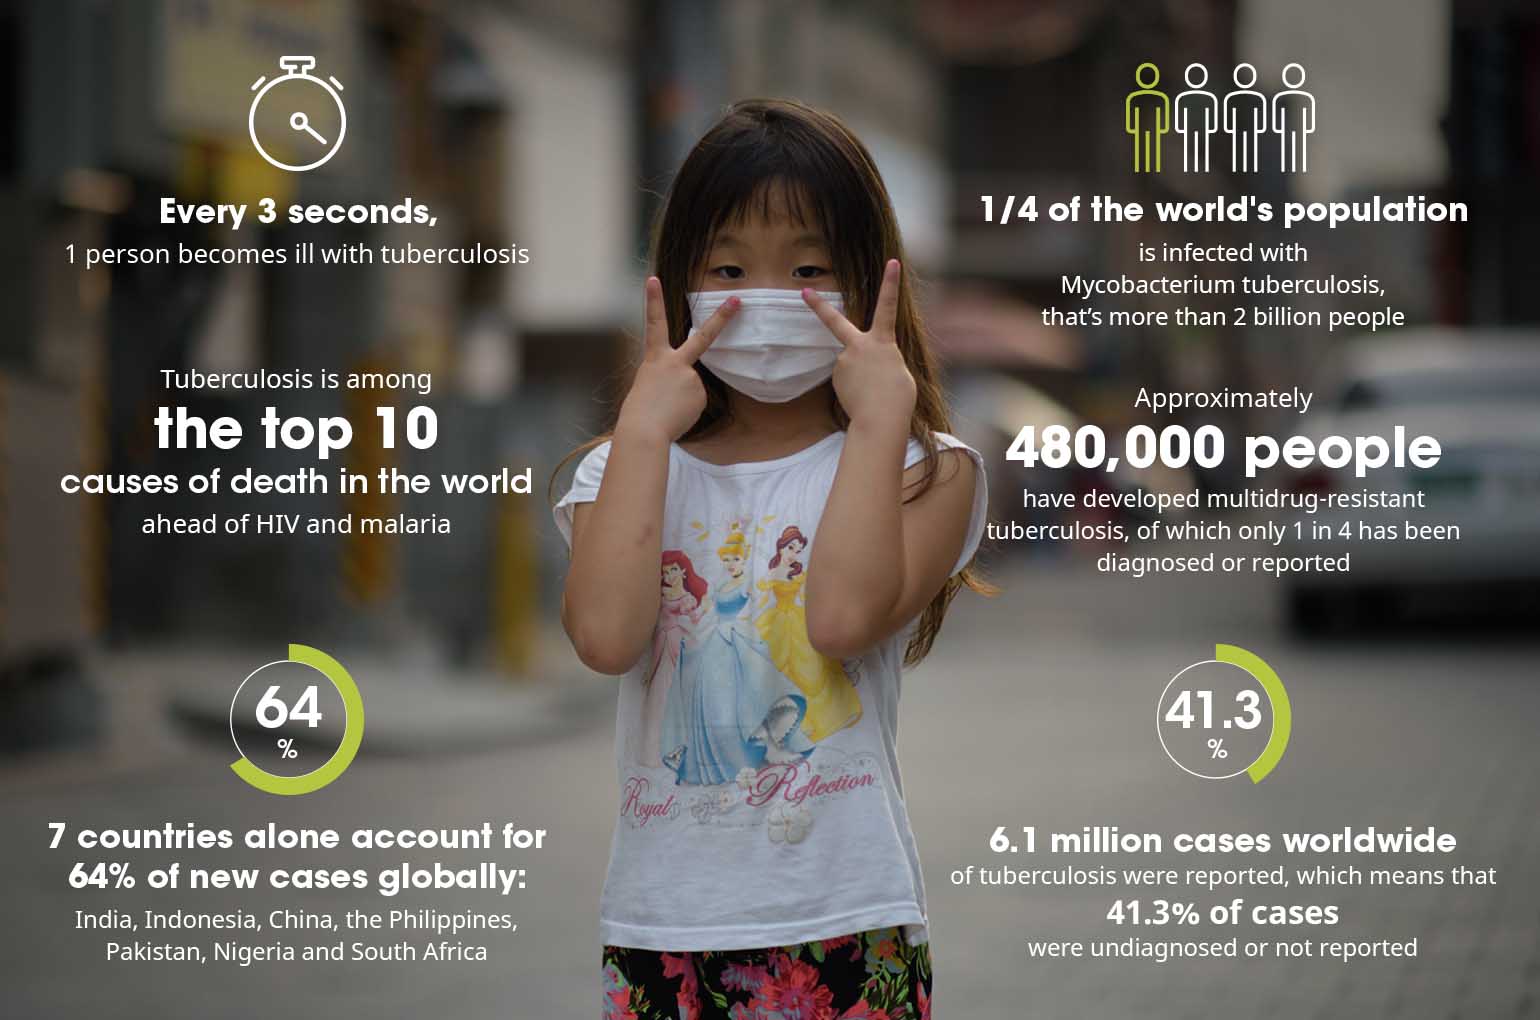 Every 3 seconds,
1 person becomes ill with tuberculosis
Tuberculosis is among
the top 10
causes of death in the world
ahead of HIV and malaria
64
%
7 countries alone account for
64% of new cases globally:
India, Indonesia, China, the Philippines,
Pakistan, Nigeria and South Africa
Royal Reflection
1/4 of the world's population
is infected with
Mycobacterium tuberculosis,
that’s more than 2 billion people
Approximately
480,000 people
have developed multidrug-resistant
tuberculosis, of which only 1 in 4 has been
diagnosed or reported
41.3
%
6.1 million cases worldwide
of tuberculosis were reported, which means that
41.3% of cases
were undiagnosed or not reported